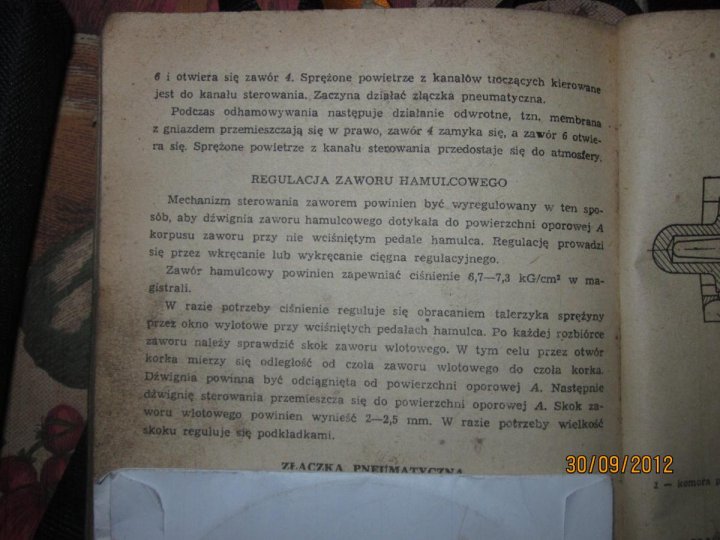 6 i otwiera się zawór 4. Sprężone powietrze z kanałów tłoczących kierowane
jest do kanału sterowania. Zaczyna działać złączka pneumatyczna.
Podczas odhamowywania następuje działanie odwrotne, tzn. membrana
z gniazdem przemieszczają się w prawo, zawór 4 zamyka się, a zawór 6 otwie-
ra się. Sprężone powietrze z kanału sterowania przedostaje się do atmosfery.
REGULACJA ZAWORU HAMULCOWEGO
Mechanizm sterowania zaworem powinien być wyregulowany w ten spo-
sób, aby dźwignia zaworu hamulcowego dotykała do powierzchni oporowej A
korpusu zaworu przy nie wciśniętym pedale hamulca. Regulację prowadzi
się przez wkręcanie lub wykręcanie cięgna regulacyjnego.
Zawór hamulcowy powinien zapewniać ciśnienie 6,7—7,3 kG/cm² w ma-
gistrali.
W razie potrzeby ciśnienie reguluje się obracaniem talerzyka sprężyny
przez okno wylotowe przy wciśniętych pedałach hamulca. Po każdej rozbiórce
zaworu należy sprawdzić skok zaworu wlotowego. W tym celu przez otwór
korka mierzy się odległość od czoła zaworu wlotowego do czoła korka.
Dźwignia powinna być odciągnięta od powierzchni oporowej A. Następnie
dźwignię sterowania przemieszcza się do powierzchni oporowej A. Skok za-
woru wlotowego powinien wynieść 2—2,5 mm. W razie potrzeby wielkość
skoku reguluje się podkładkami.
ZŁĄCZKA PNEUMATYCZNA
1 — komora
30/09/2012